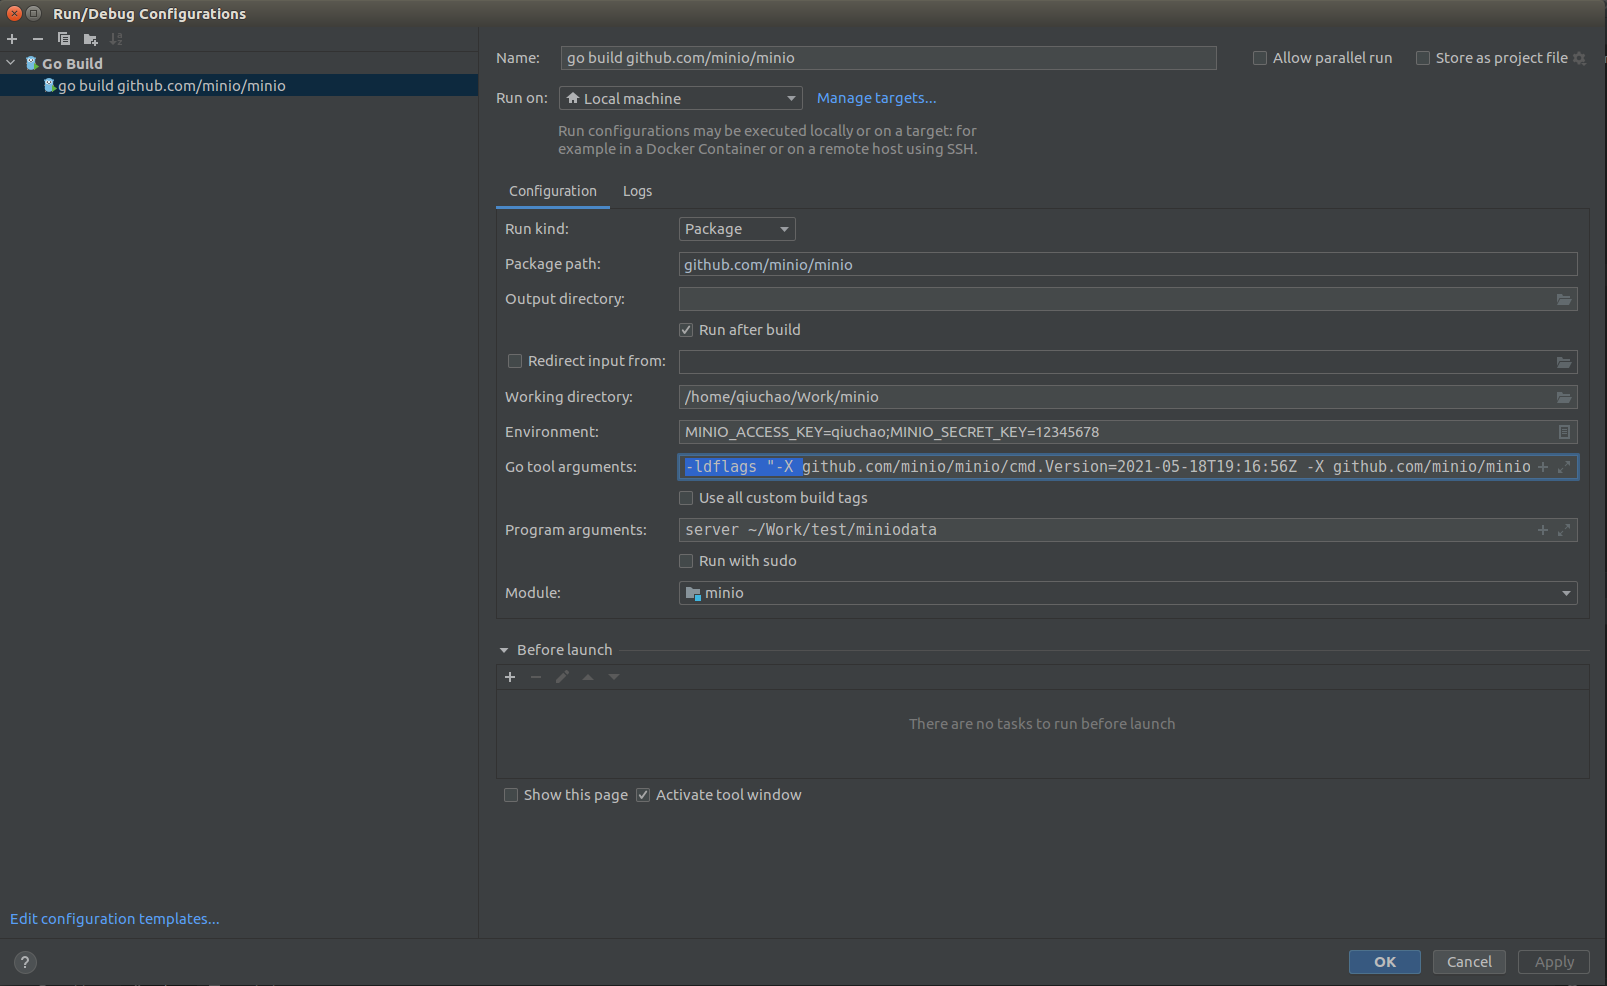 Run/Debug Configurations
Go Build
go build github.com/minio/minio
Name: go build github.com/minio/minio Allow parallel run Store as project file
Run on: Local machine Manage targets...
Run configurations may be executed locally or on a target: for
example in a Docker Container or on a remote host using SSH.
Configuration Logs
Run kind: Package
Package path: github.com/minio/minio
Output directory:
Run after build
Redirect input from:
Working directory: /home/qiuchao/Work/minio
Environment: MINIO_ACCESS_KEY=qiuchao;MINIO_SECRET_KEY=12345678
Go tool arguments: -ldflags "-X github.com/minio/minio/cmd.Version=2021-05-18T19:16:56Z -X github.com/minio/minio
Use all custom build tags
Program arguments: server ~/Work/test/miniodata
Run with sudo
Module: minio
Before launch
There are no tasks to run before launch
Show this page Activate tool window
Edit configuration templates...
? OK Cancel Apply